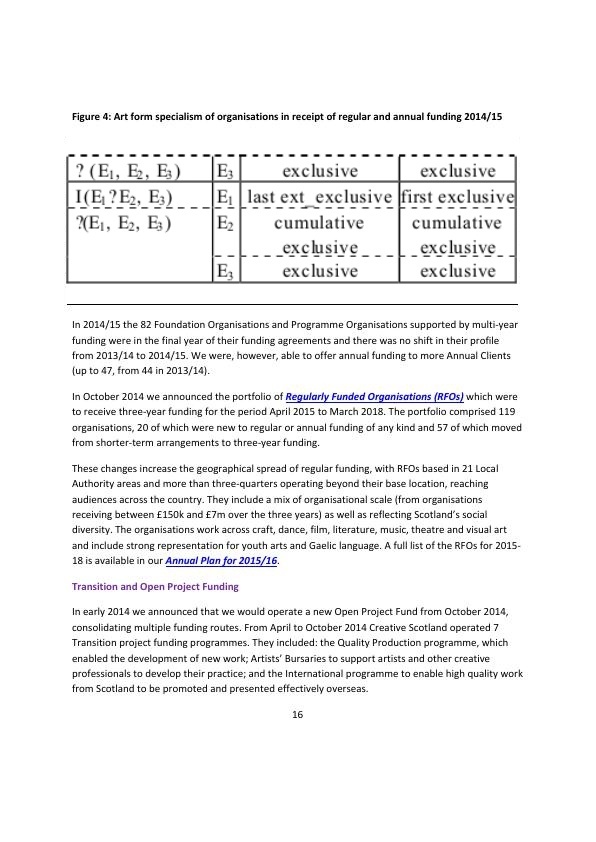 Figure 4: Art form specialism of organisations in receipt of regular and annual funding 2014/15
? (E1, E2, E3) E3 exclusive exclusive
I(E1?E2, E3) E1 last ext_exclusive first exclusive
?(E1, E2, E3) E2 cumulative cumulative
exclusive exclusive
E3 exclusive exclusive
In 2014/15 the 82 Foundation Organisations and Programme Organisations supported by multi-year
funding were in the final year of their funding agreements and there was no shift in their profile
from 2013/14 to 2014/15. We were, however, able to offer annual funding to more Annual Clients
(up to 47, from 44 in 2013/14).
In October 2014 we announced the portfolio of Regularly Funded Organisations (RFOs) which were
to receive three-year funding for the period April 2015 to March 2018. The portfolio comprised 119
organisations, 20 of which were new to regular or annual funding of any kind and 57 of which moved
from shorter-term arrangements to three-year funding.
These changes increase the geographical spread of regular funding, with RFOs based in 21 Local
Authority areas and more than three-quarters operating beyond their base location, reaching
audiences across the country. They include a mix of organisational scale (from organisations
receiving between £150k and £7m over the three years) as well as reflecting Scotland's social
diversity. The organisations work across craft, dance, film, literature, music, theatre and visual art
and include strong representation for youth arts and Gaelic language. A full list of the RFOs for 2015-
18 is available in our Annual Plan for 2015/16.
Transition and Open Project Funding
In early 2014 we announced that we would operate a new Open Project Fund from October 2014,
consolidating multiple funding routes. From April to October 2014 Creative Scotland operated 7
Transition project funding programmes. They included: the Quality Production programme, which
enabled the development of new work; Artists' Bursaries to support artists and other creative
professionals to develop their practice; and the International programme to enable high quality work
from Scotland to be promoted and presented effectively overseas.
16